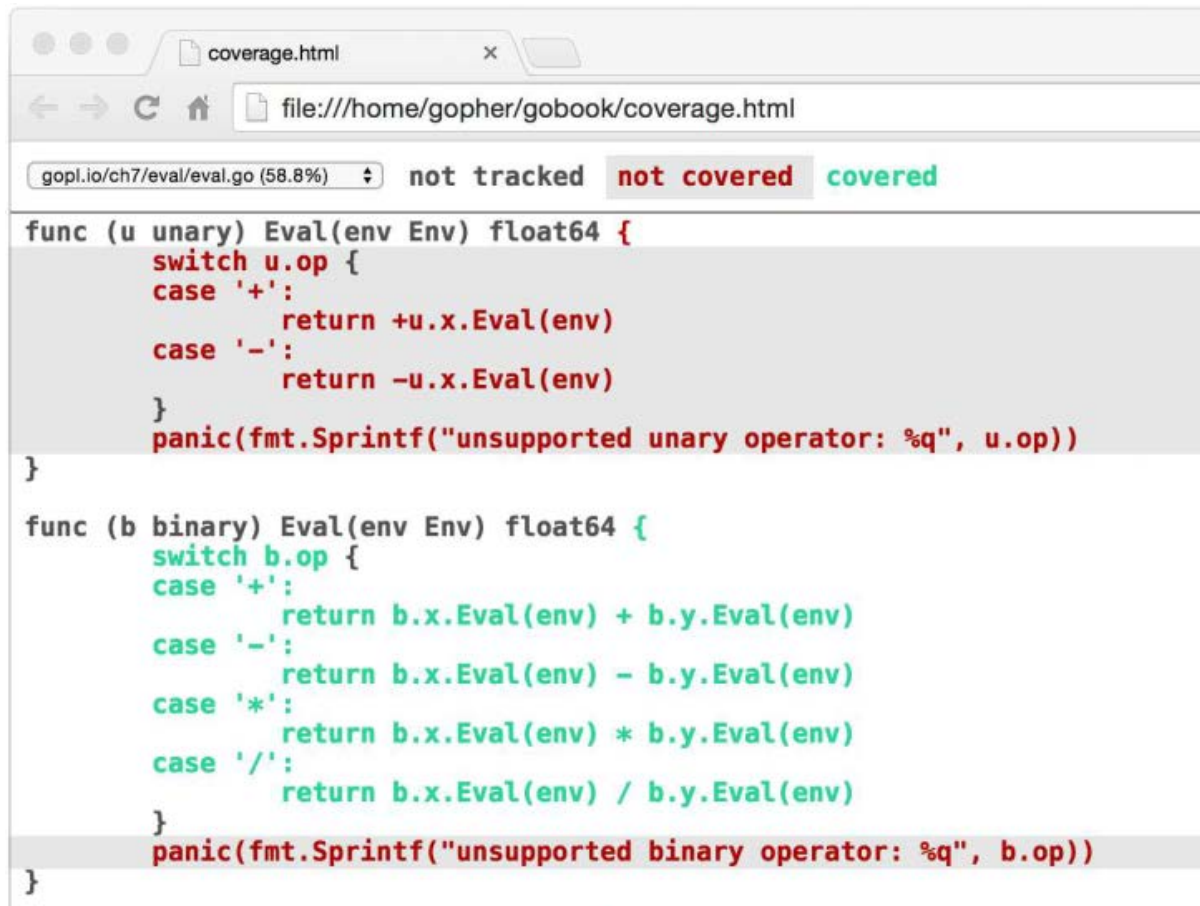 coverage.html ×
file:///home/gopher/gobook/coverage.html
gopl.io/ch7/eval/eval.go (58.8%) not tracked not covered covered
func (u unary) Eval(env Env) float64 {
        switch u.op {
        case '+':
                return +u.x.Eval(env)
        case '-':
                return -u.x.Eval(env)
        }
        panic(fmt.Sprintf("unsupported unary operator: %q", u.op))
}
func (b binary) Eval(env Env) float64 {
        switch b.op {
        case '+':
                return b.x.Eval(env) + b.y.Eval(env)
        case '-':
                return b.x.Eval(env) - b.y.Eval(env)
        case '*':
                return b.x.Eval(env) * b.y.Eval(env)
        case '/':
                return b.x.Eval(env) / b.y.Eval(env)
        }
        panic(fmt.Sprintf("unsupported binary operator: %q", b.op))
}